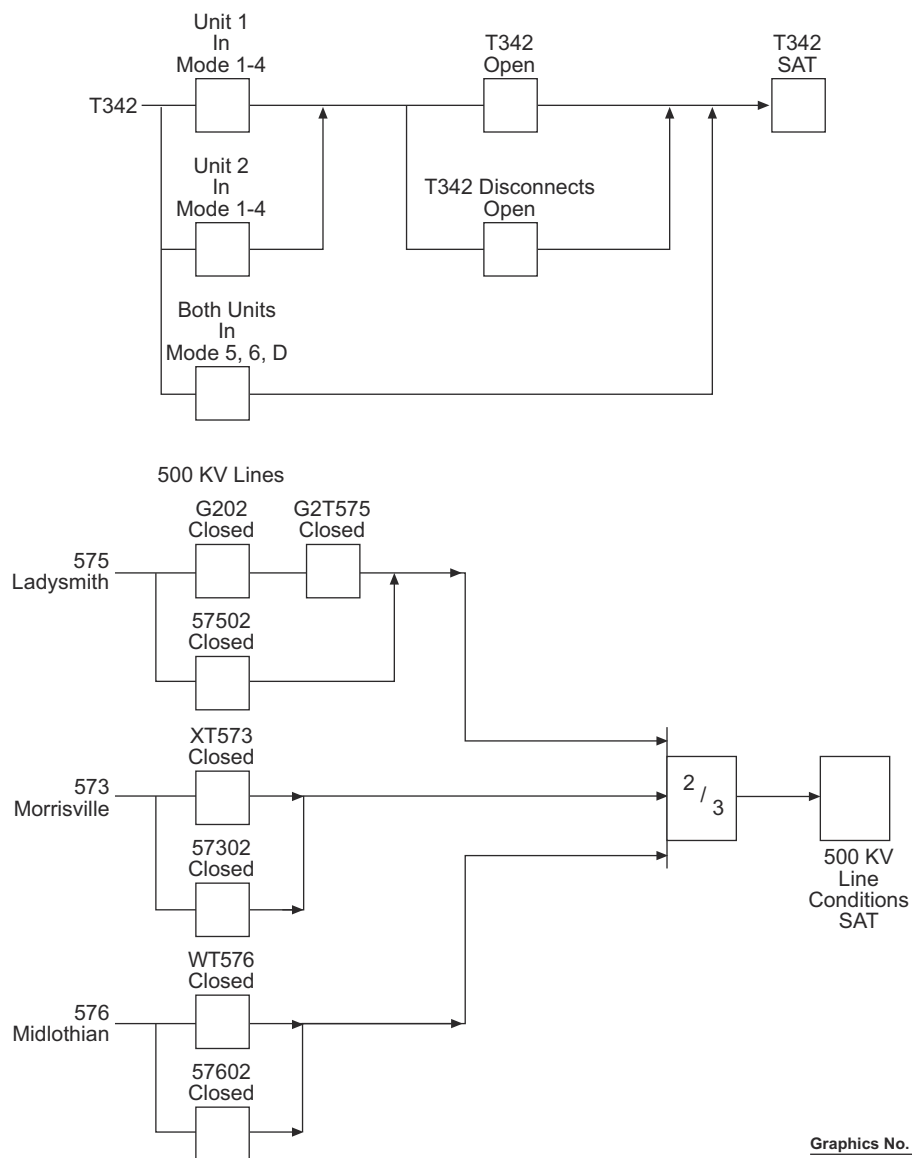 Unit 1
In
Mode 1-4
T342
Open
T342
SAT
T342
Unit 2
In
Mode 1-4
T342 Disconnects
Open
Both Units
In
Mode 5, 6, D
500 KV Lines
G202
Closed
G2T575
Closed
575
Ladysmith
57502
Closed
XT573
Closed
573
Morrisville
2 / 3
57302
Closed
500 KV
Line
Conditions
SAT
WT576
Closed
576
Midlothian
57602
Closed
Graphics No.